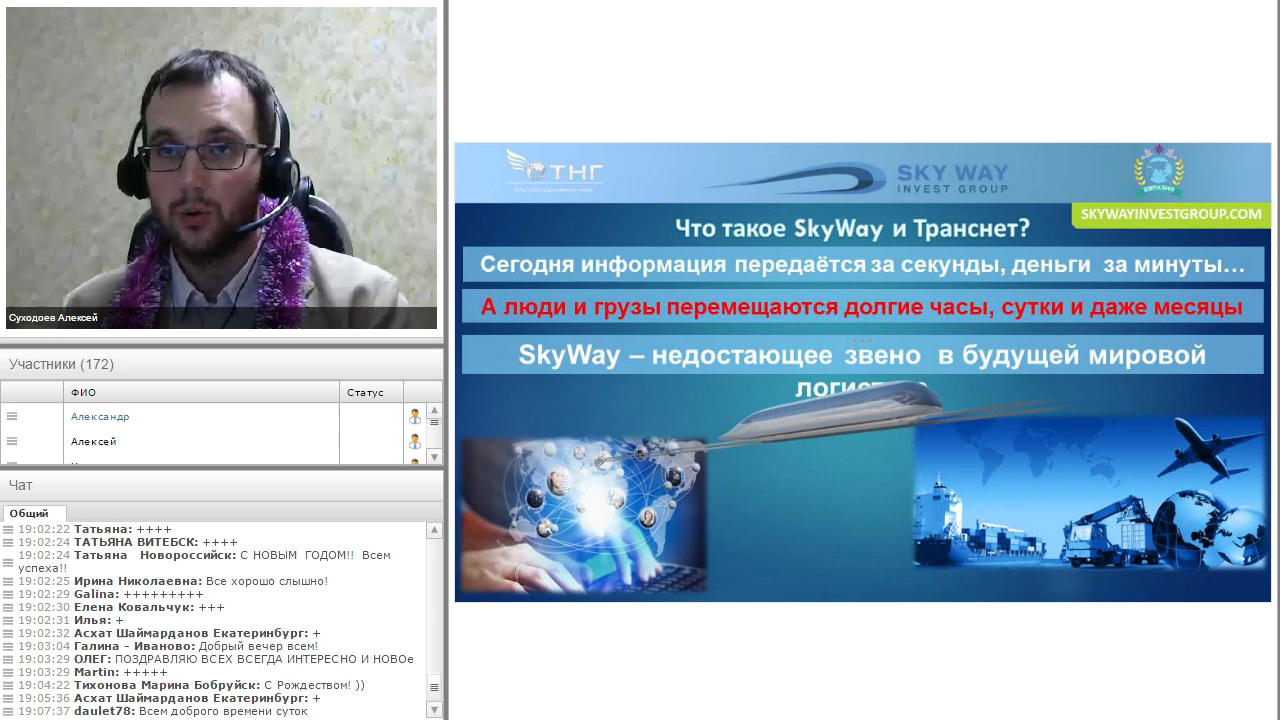 Суходоев Алексей
Участники (172)
ФИО
Статус
Александр
Алексей
Чат
Общий
19:02:22 Татьяна: ++++
19:02:24 ТАТЬЯНА ВИТЕБСК: ++++
19:02:24 Татьяна Новороссийск: С НОВЫМ ГОДОМ!! Всем
успеха!!
19:02:25 Ирина Николаевна: Все хорошо слышно!
19:02:29 Galina: +++++++++
19:02:30 Елена Ковальчук: +++
19:02:31 Илья: +
19:02:32 Асхат Шаймарданов Екатеринбург: +
19:03:04 Галина - Иваново: Добрый вечер всем!
19:03:29 ОЛЕГ: ПОЗДРАВЛЯЮ ВСЕХ ВСЕГДА ИНТЕРЕСНО И НОВОе
19:03:29 Martin: +++++
19:04:22 Тихонова Марина Бобруйск: С Рождеством! ))
19:05:36 Асхат Шаймарданов Екатеринбург: +
19:07:37 daulet78: Всем доброго времени суток
ТНГ
SKY WAY
INVEST GROUP
ЕВРАЗИЯ
SKYWAYINVESTGROUP.COM
Что такое SkyWay и Транснет?
Сегодня информация передаётся за секунды, деньги за минуты...
А люди и грузы перемещаются долгие часы, сутки и даже месяцы
...
SkyWay – недостающее звено в будущей мировой